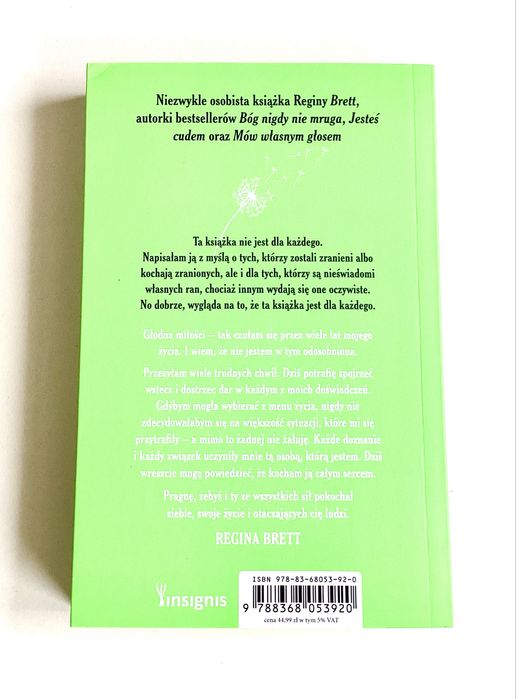 Niezwykle osobista książka Reginy Brett,
autorki bestsellerów Bóg nigdy nie mruga, Jesteś
cudem oraz Mów własnym głosem
Ta książka nie jest dla każdego.
Napisałam ją z myślą o tych, którzy zostali zranieni albo
kochają zranionych, ale i dla tych, którzy są nieświadomi
własnych ran, chociaż innym wydają się one oczywiste.
No dobrze, wygląda na to, że ta książka jest dla każdego.
Głodna miłości – tak czułam się przez wiele lat mojego
życia. I wiem, że nie jestem w tym odosobniona.
Przeżyłam wiele trudnych chwil. Dziś potrafię spojrzeć
wstecz i dostrzec dar w każdym z moich doświadczeń.
Gdybym mogła wybierać z menu życia, nigdy nie
zdecydowałabym się na większość sytuacji, które mi się
przytrafiły – a mimo to żadnej nie żałuję. Każde doznanie
i każdy związek uczyniły mnie tą osobą, którą jestem. Dziś
wreszcie mogę powiedzieć, że kocham ją całym sercem.
Pragnę, żebyś i ty ze wszystkich sił pokochał
siebie, swoje życie i otaczających cię ludzi.
REGINA BRETT
insignis
ISBN 978-83-68053-92-0
9 788368 053920
cena 44,99 zł w tym 5% VAT